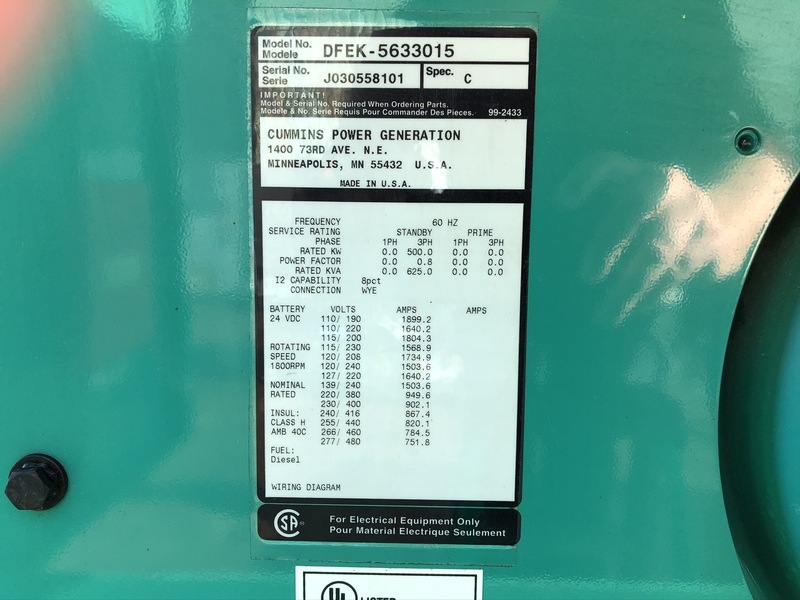 Model No. DFEK-5633015
Modele
Serial No. J030558101 Spec. C
Serie
IMPORTANT!
Model & Serial No. Required When Ordering Parts.
Modele & No. Serie Requis Pour Commander Des Pieces. 99-2433
CUMMINS POWER GENERATION
1400 73RD AVE. N.E.
MINNEAPOLIS, MN 55432 U.S.A.
MADE IN U.S.A.
FREQUENCY 60 HZ
SERVICE RATING STANDBY PRIME
PHASE 1PH 3PH 1PH 3PH
RATED KW 0.0 500.0 0.0 0.0
POWER FACTOR 0.0 0.8 0.0 0.0
RATED KVA 0.0 625.0 0.0 0.0
I2 CAPABILITY 8pct
CONNECTION WYE
BATTERY VOLTS AMPS AMPS
24 VDC 110/ 190 1899.2
110/ 220 1640.2
115/ 200 1804.3
ROTATING 115/ 230 1568.9
SPEED 120/ 208 1734.9
1800RPM 120/ 240 1503.6
127/ 220 1640.2
NOMINAL 139/ 240 1503.6
RATED 220/ 380 949.6
230/ 400 902.1
INSUL: 240/ 416 867.4
CLASS H 255/ 440 820.1
AMB 40C 266/ 460 784.5
277/ 480 751.8
FUEL:
Diesel
WIRING DIAGRAM
CSA ® For Electrical Equipment Only
Pour Material Electrique Seulement
UL LISTED